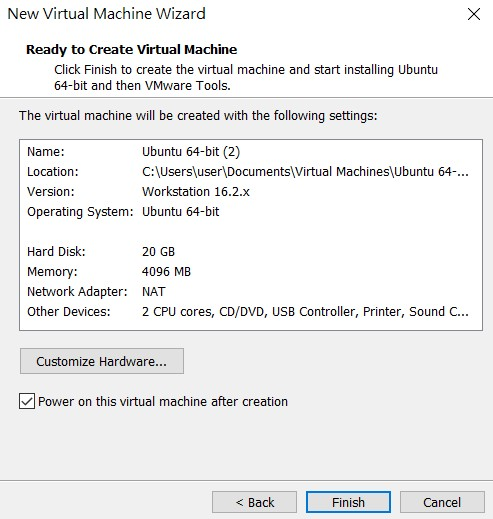 New Virtual Machine Wizard
Ready to Create Virtual Machine
Click Finish to create the virtual machine and start installing Ubuntu
64-bit and then VMware Tools.
The virtual machine will be created with the following settings:
Name: Ubuntu 64-bit (2)
Location: C:\Users\user\Documents\Virtual Machines\Ubuntu 64-...
Version: Workstation 16.2.x
Operating System: Ubuntu 64-bit
Hard Disk: 20 GB
Memory: 4096 MB
Network Adapter: NAT
Other Devices: 2 CPU cores, CD/DVD, USB Controller, Printer, Sound C...
Customize Hardware...
Power on this virtual machine after creation
< Back Finish Cancel